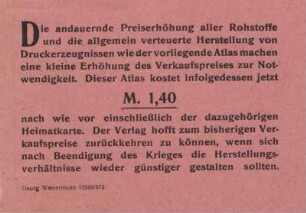 Die andauernde Preiserhöhung aller Rohstoffe
und die allgemein verteuerte Herstellung von
Druckerzeugnissen wie der vorliegende Atlas machen
eine kleine Erhöhung des Verkaufspreises zur Not-
wendigkeit. Dieser Atlas kostet infolgedessen jetzt
M. 1,40
nach wie vor einschließlich der dazugehörigen
Heimatkarte. Der Verlag hofft zum bisherigen Ver-
kaufspreise zurückkehren zu können, wenn sich
nach Beendigung des Krieges die Herstellungs-
verhältnisse wieder günstiger gestalten sollten.
Georg Westermann